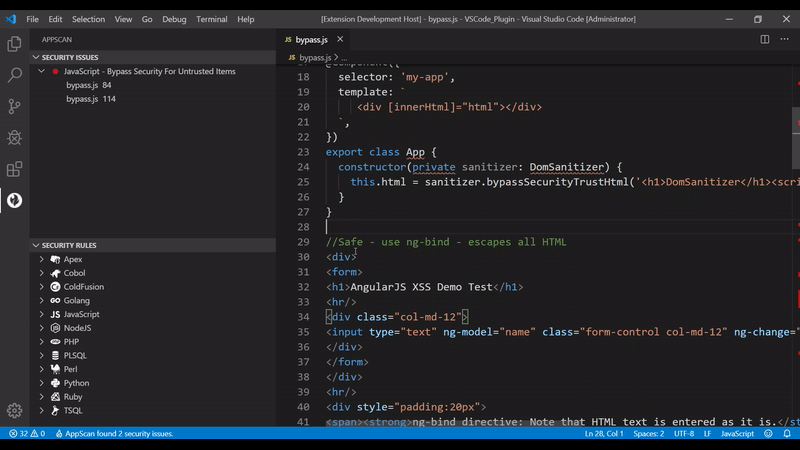 File Edit Selection View Go Debug Terminal Help [Extension Development Host] - bypass.js - VSCode_Plugin - Visual Studio Code [Administrator]
APPSCAN
SECURITY ISSUES
JavaScript - Bypass Security For Untrusted Items
bypass.js 84
bypass.js 114
SECURITY RULES
Apex
Cobol
ColdFusion
Golang
JavaScript
NodeJS
PHP
PLSQL
Perl
Python
Ruby
TSQL
JS bypass.js
JS bypass.js > ...
18 selector: 'my-app',
19 template: `
20 <div [innerHtml]="html"></div>
21 `,
22 })
23 export class App {
24 constructor(private sanitizer: DomSanitizer) {
25 this.html = sanitizer.bypassSecurityTrustHtml('<h1>DomSanitizer</h1><scri
26 }
27 }
28
29 //Safe - use ng-bind - escapes all HTML
30 <div>
31 <form>
32 <h1>AngularJS XSS Demo Test</h1>
33 <hr/>
34 <div class="col-md-12">
35 <input type="text" ng-model="name" class="form-control col-md-12" ng-change="
36 </div>
37 </form>
38 </div>
39 <hr/>
40 <div style="padding:20px">
41 <span><strong>ng-bind directive: Note that HTML text is entered as it is.</st
32 0 AppScan found 2 security issues. Ln 28, Col 1 Spaces: 2 UTF-8 LF JavaScript